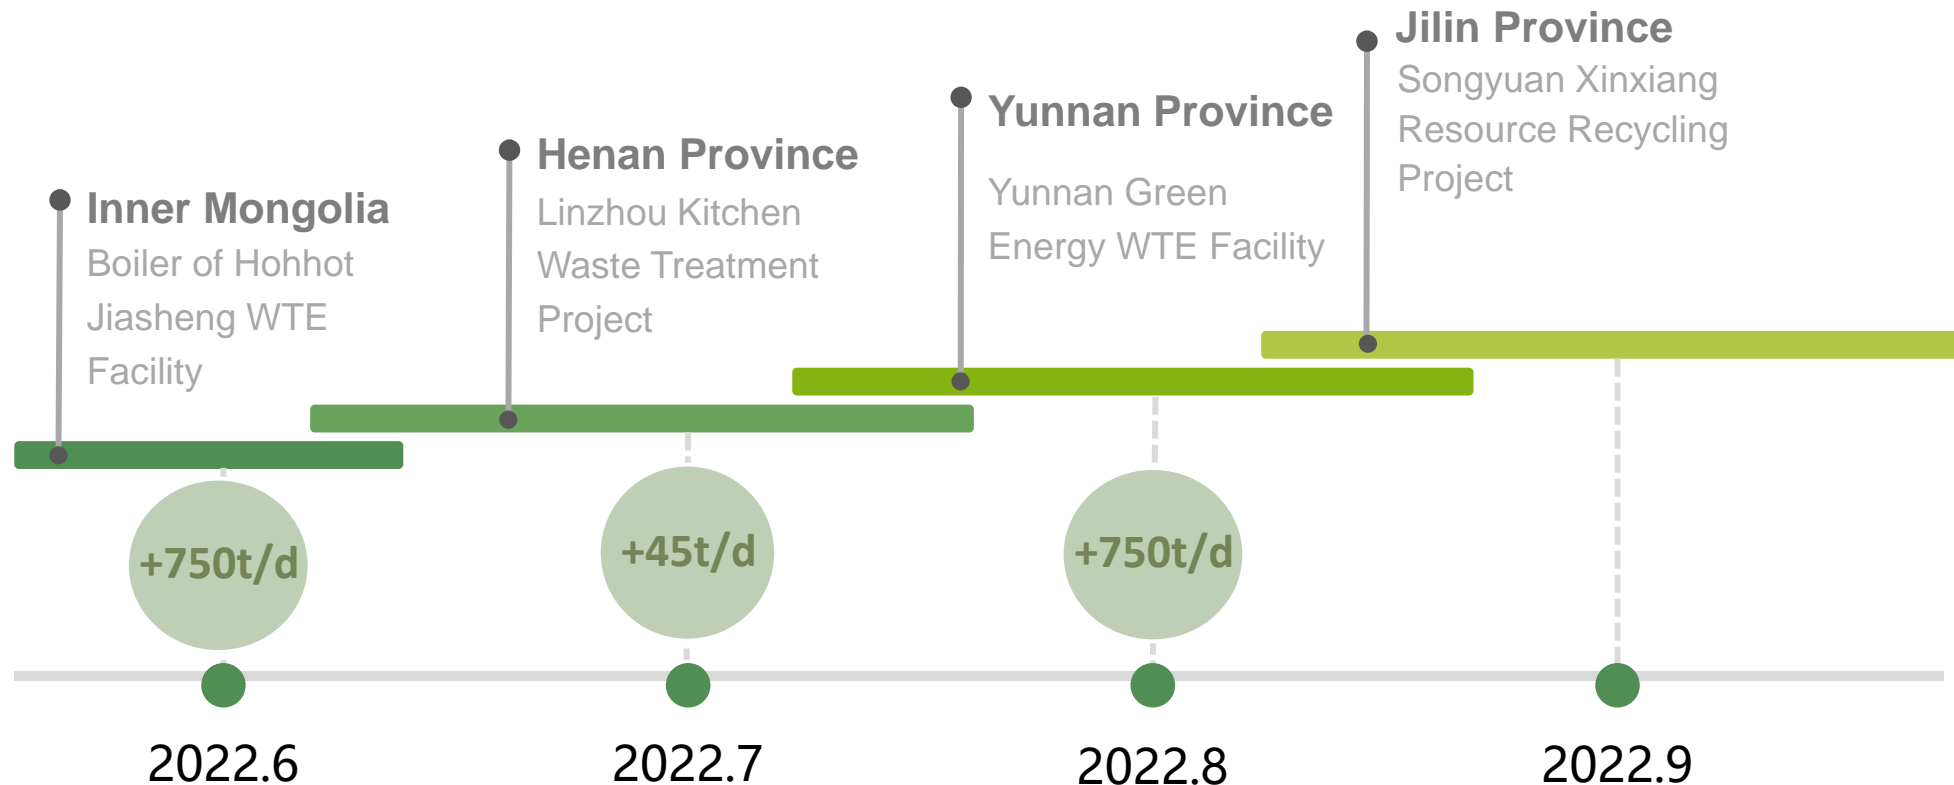 Inner Mongolia
Boiler of Hohhot
Jiasheng WTE
Facility
Henan Province
Linzhou Kitchen
Waste Treatment
Project
Yunnan Province
Yunnan Green
Energy WTE Facility
Jilin Province
Songyuan Xinxiang
Resource Recycling
Project
+750t/d
+45t/d
+750t/d
2022.6
2022.7
2022.8
2022.9